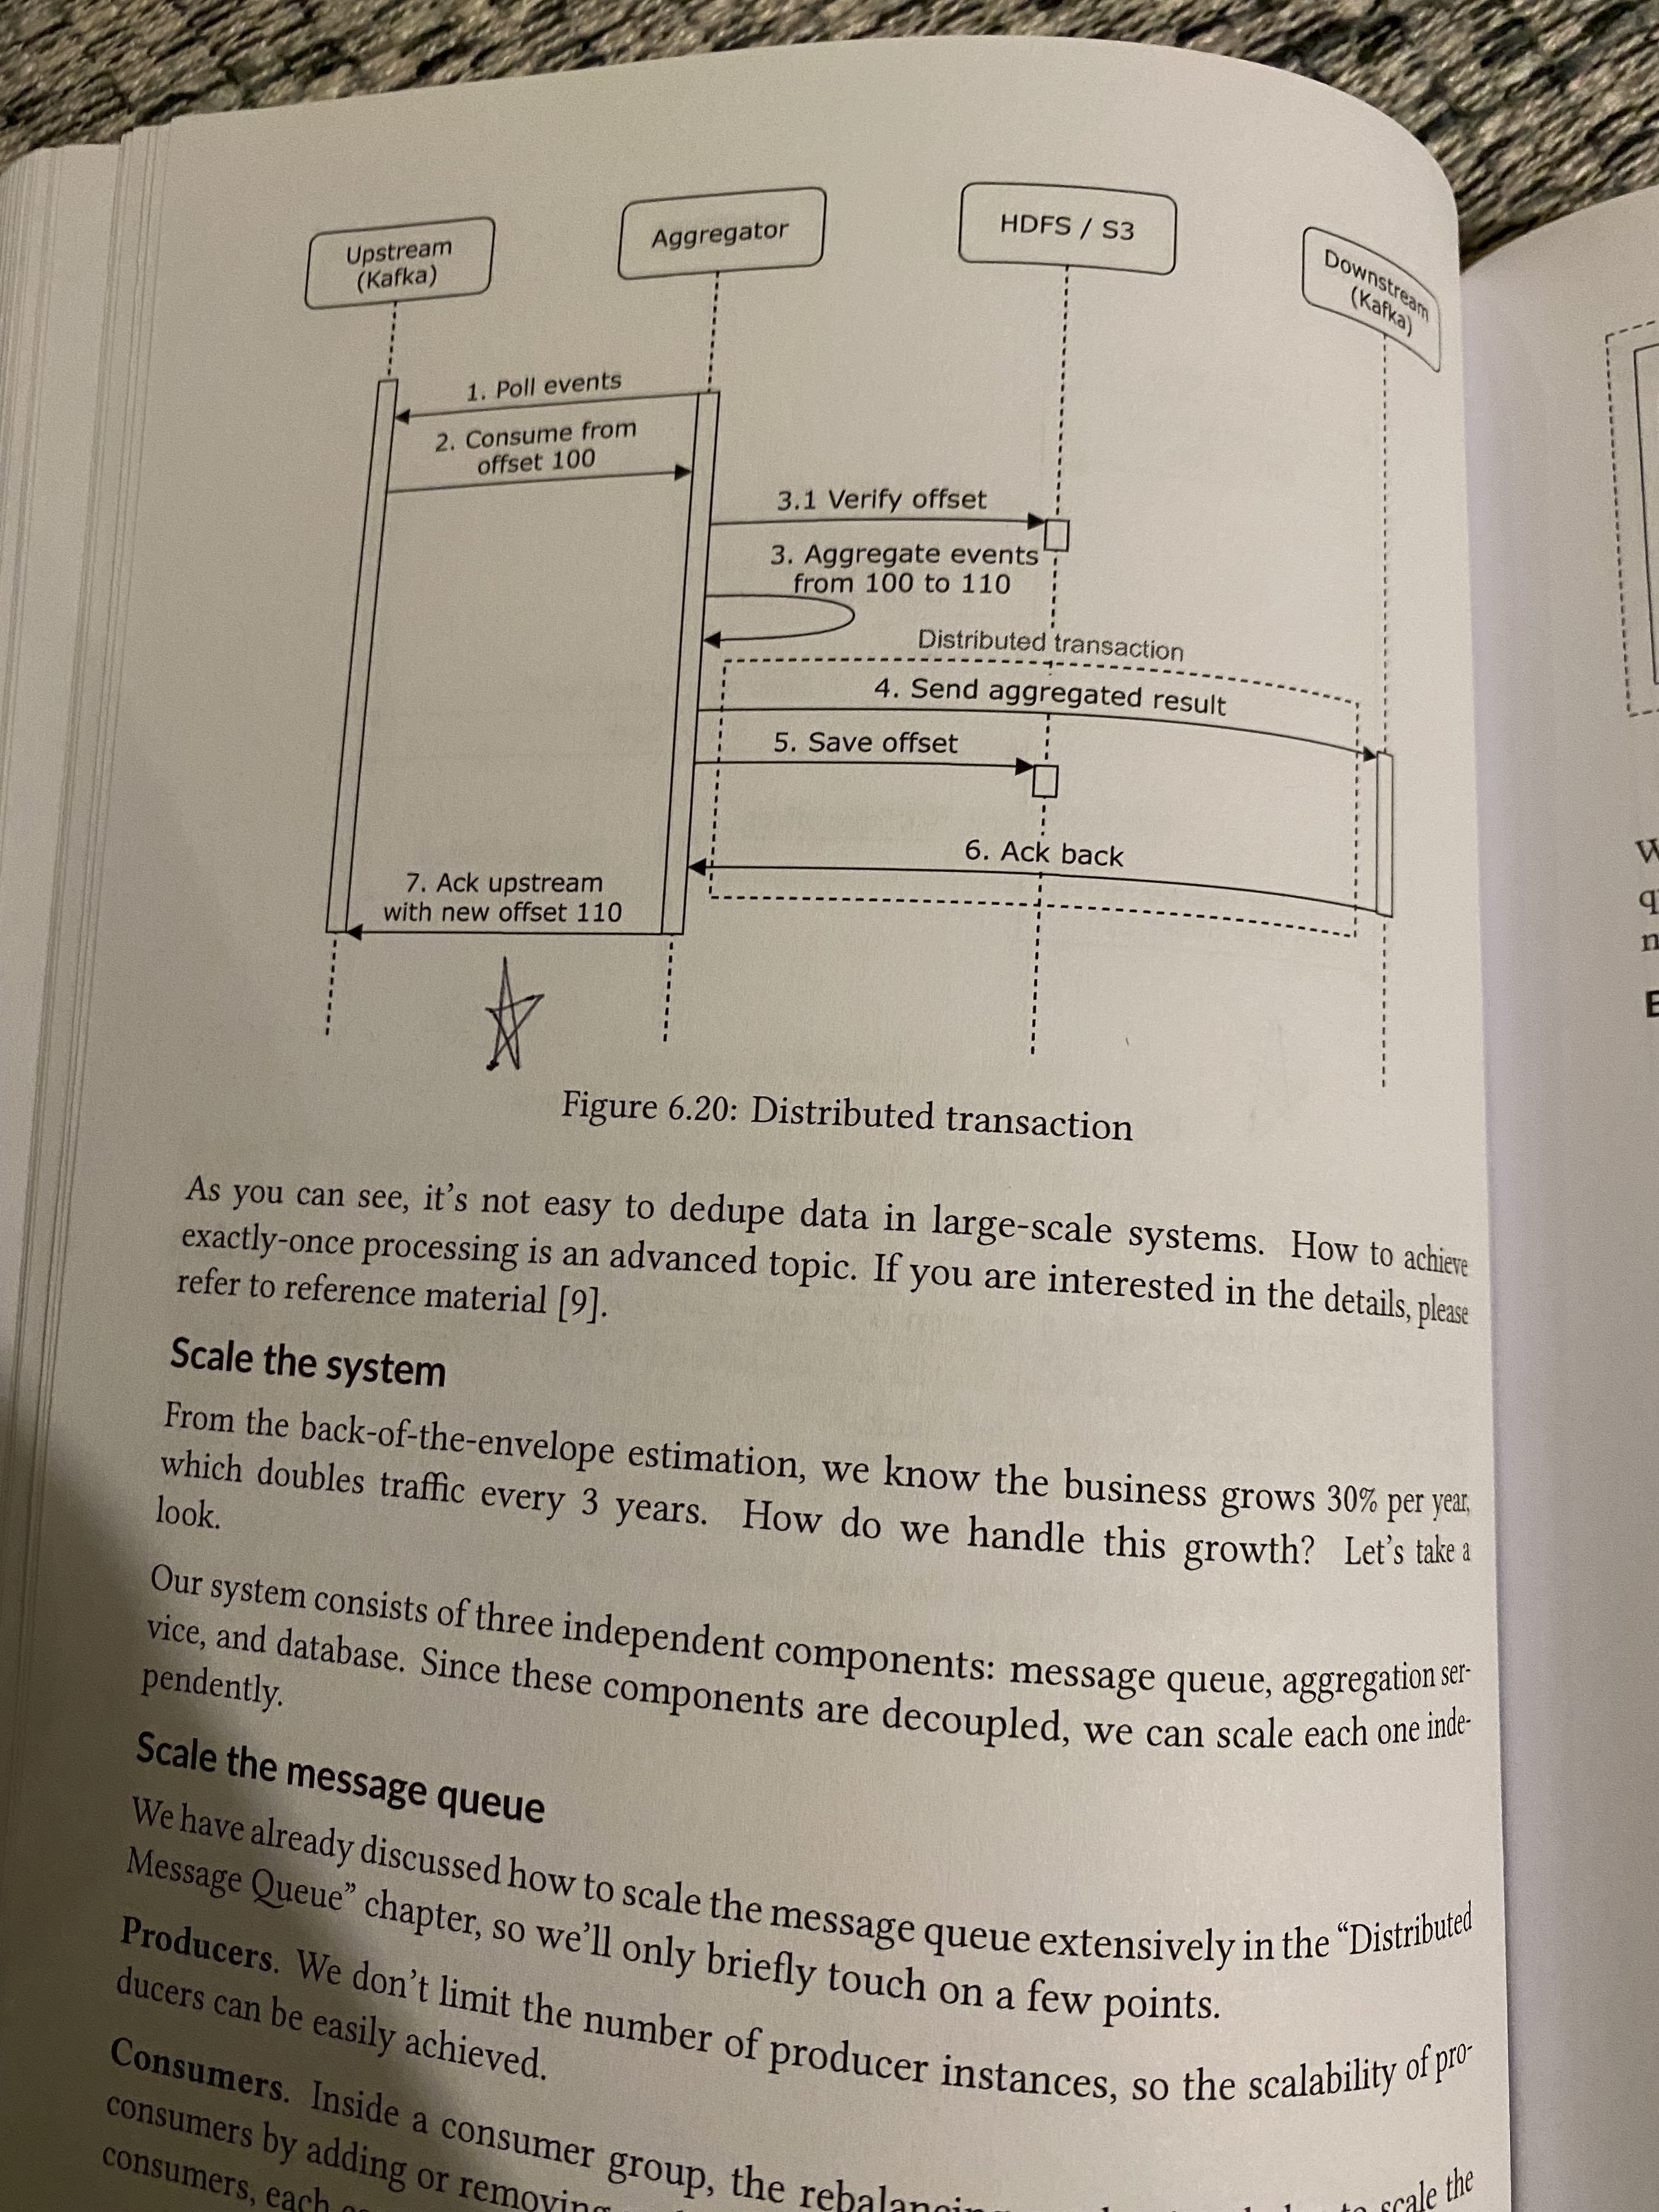 Upstream
(Kafka)
Aggregator
HDFS / S3
Downstream
(Kafka)
1. Poll events
2. Consume from
offset 100
3.1 Verify offset
3. Aggregate events
from 100 to 110
Distributed transaction
4. Send aggregated result
5. Save offset
6. Ack back
7. Ack upstream
with new offset 110
Figure 6.20: Distributed transaction
As you can see, it's not easy to dedupe data in large-scale systems. How to achieve
exactly-once processing is an advanced topic. If you are interested in the details, please
refer to reference material [9].
Scale the system
From the back-of-the-envelope estimation, we know the business grows 30% per year,
which doubles traffic every 3 years. How do we handle this growth? Let's take a
look.
Our system consists of three independent components: message queue, aggregation ser-
vice, and database. Since these components are decoupled, we can scale each one inde-
pendently.
Scale the message queue
We have already discussed how to scale the message queue extensively in the “Distributed
Message Queue” chapter, so we'll only briefly touch on a few points.
Producers. We don't limit the number of producer instances, so the scalability of pro-
ducers can be easily achieved.
Consumers. Inside a consumer group, the scale the
consumers by adding or removing
consumers, each